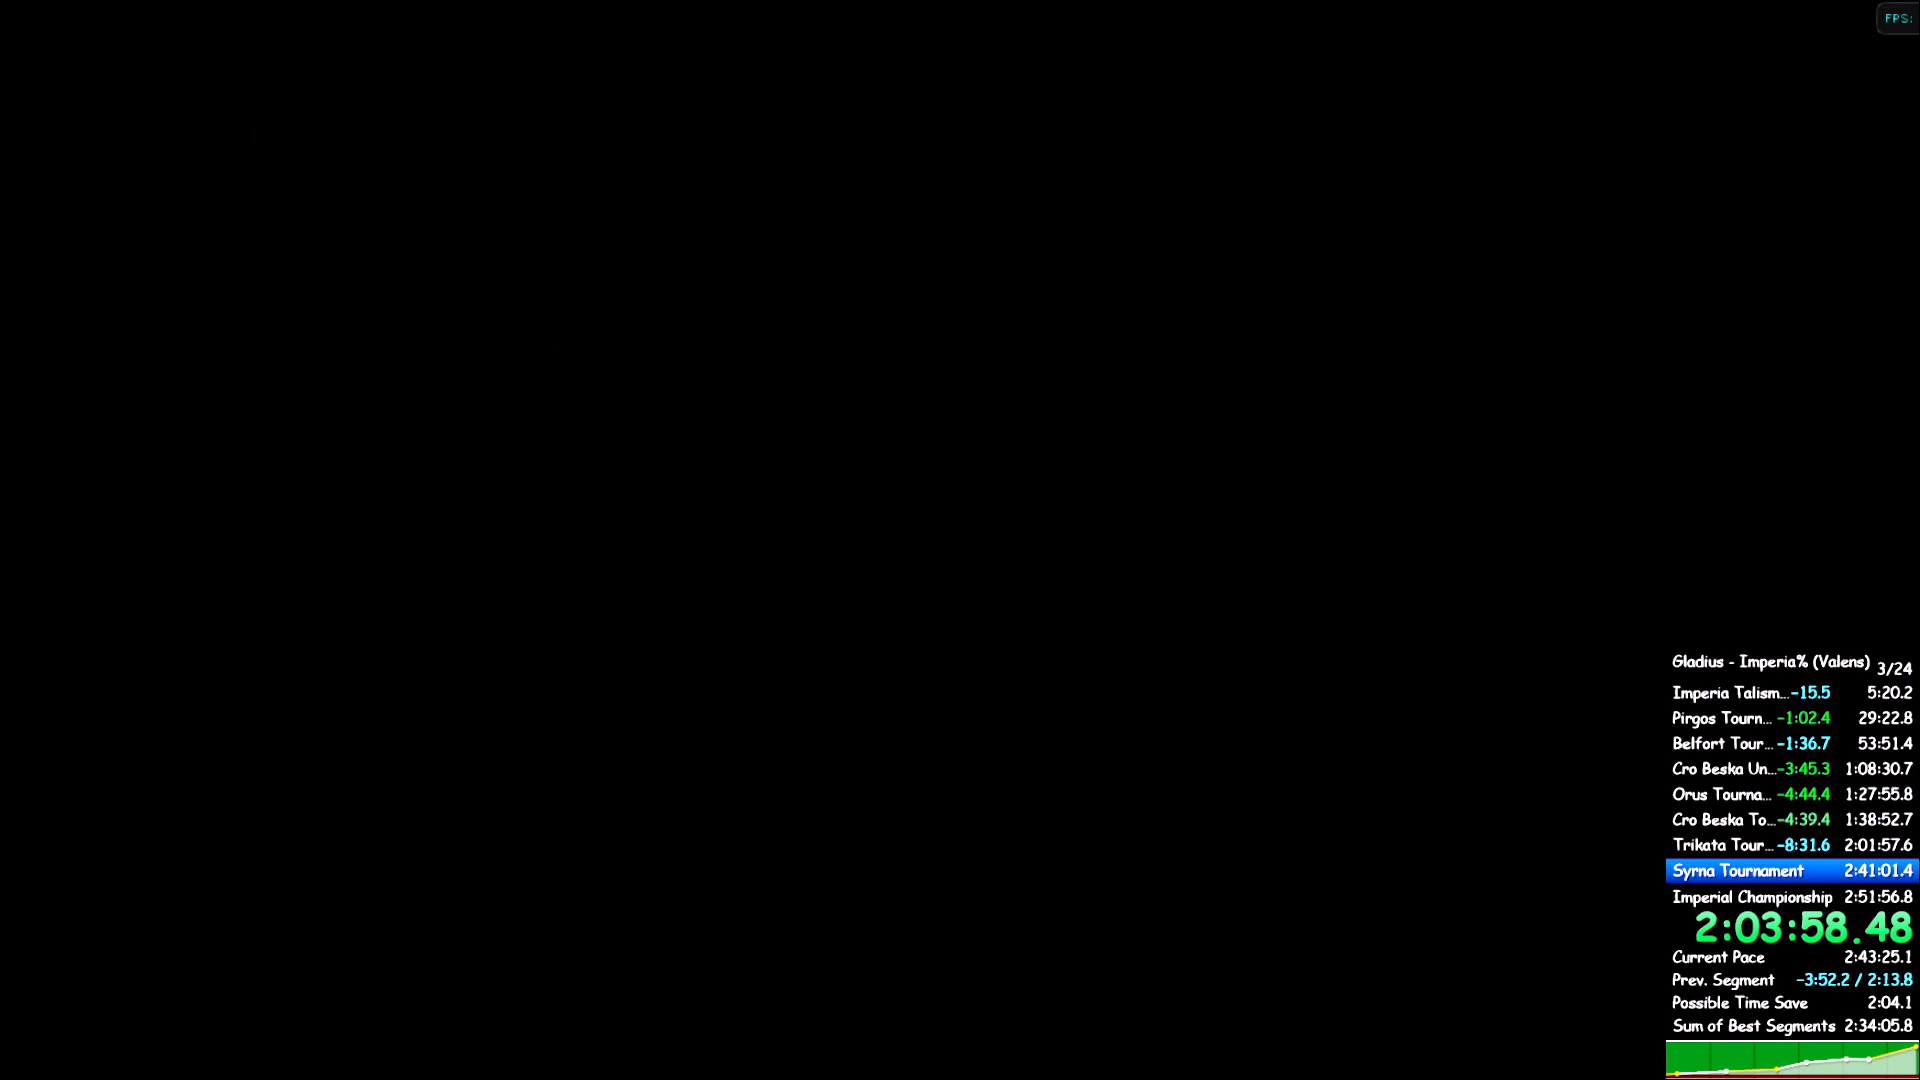 FPS:
Gladius - Imperia% (Valens) 3/24
Imperia Talism... -15.5 5:20.2
Pirgos Tourn... -1:02.4 29:22.8
Belfort Tour... -1:36.7 53:51.4
Cro Beska Un... -3:45.3 1:08:30.7
Orus Tourna... -4:44.4 1:27:55.8
Cro Beska To... -4:39.4 1:38:52.7
Trikata Tour... -8:31.6 2:01:57.6
Syrna Tournament 2:41:01.4
Imperial Championship 2:51:56.8
2:03:58.48
Current Pace 2:43:25.1
Prev. Segment -3:52.2 / 2:13.8
Possible Time Save 2:04.1
Sum of Best Segments 2:34:05.8